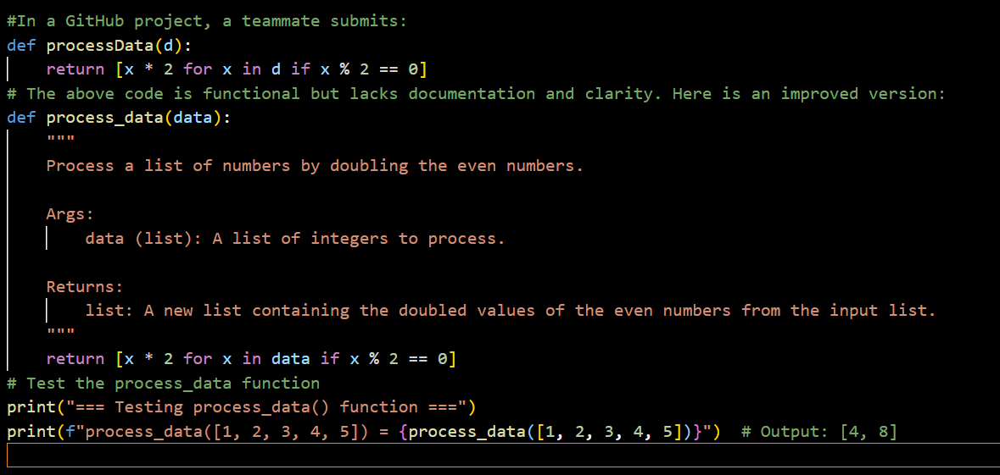 #In a GitHub project, a teammate submits:
def processData(d):
    return [x * 2 for x in d if x % 2 == 0]
# The above code is functional but lacks documentation and clarity. Here is an improved version:
def process_data(data):
    """
    Process a list of numbers by doubling the even numbers.

    Args:
        data (list): A list of integers to process.

    Returns:
        list: A new list containing the doubled values of the even numbers from the input list.
    """
    return [x * 2 for x in data if x % 2 == 0]
# Test the process_data function
print("=== Testing process_data() function ===")
print(f"process_data([1, 2, 3, 4, 5]) = {process_data([1, 2, 3, 4, 5])}")  # Output: [4, 8]